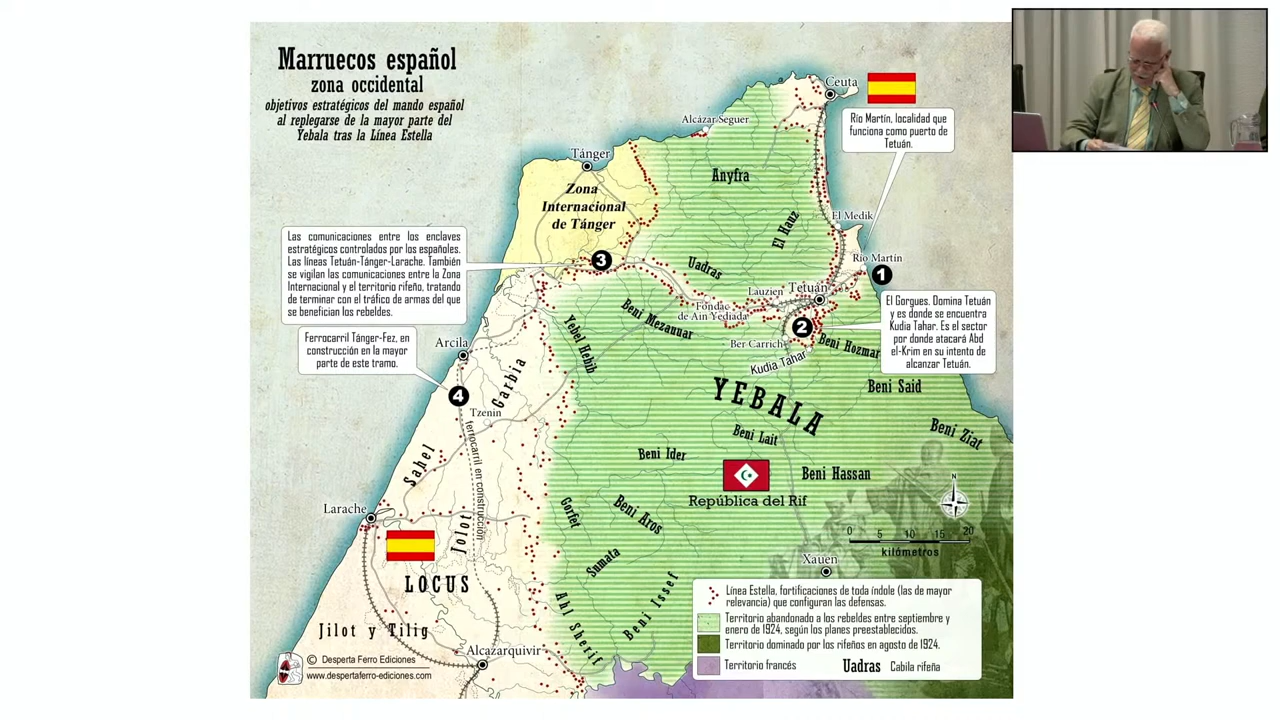 Marruecos español
zona occidental
objetivos estratégicos del mando español
al replegarse de la mayor parte del
Yebala tras la Línea Estella
Ceuta
Río Martín, localidad que
funciona como puerto de
Tetuán.
Alcázar Seguer
Tánger
Zona
Internacional
de Tánger
Anyfra
El Hauz
El Medik
Las comunicaciones entre los enclaves
estratégicos controlados por los españoles.
Las líneas Tetuán-Tánger-Larache. También
se vigilan las comunicaciones entre la Zona
Internacional y el territorio rifeño, tratando
de terminar con el tráfico de armas del que
se benefician los rebeldes.
3
Uadras
Río Martín
1
Lauzien
Tetuán
Fondac
de Ain Yediada
2
Ber Carrich
Kudia Tahar
Beni Hozmar
El Gorgues. Domina Tetuán
y es donde se encuentra
Kudia Tahar. Es el sector
por donde atacará Abd
el-Krim en su intento de
alcanzar Tetuán.
Beni Mezauuar
Yebel Hebib
Ferrocarril Tánger-Fez, en
construcción en la mayor
parte de este tramo.
Arcila
4
Garbia
Tzenin
ferrocarril en construcción
Sahel
YEBALA
Beni Said
Beni Ziat
Beni Lait
Beni Ider
Beni Hassan
República del Rif
Larache
Jolot
Gorfet
Beni Aros
Sumata
LOCUS
Ahl Sherif
Beni Issef
Jilot y Tilig
Alcazarquivir
Xauen
N
0 5 10 15 20
kilómetros
Línea Estella, fortificaciones de toda índole (las de mayor
relevancia) que configuran las defensas.
Territorio abandonado a los rebeldes entre septiembre y
enero de 1924, según los planes preestablecidos.
Territorio dominado por los rifeños en agosto de 1924.
Territorio francés
Uadras Cabila rifeña
© Desperta Ferro Ediciones
www.despertaferro-ediciones.com